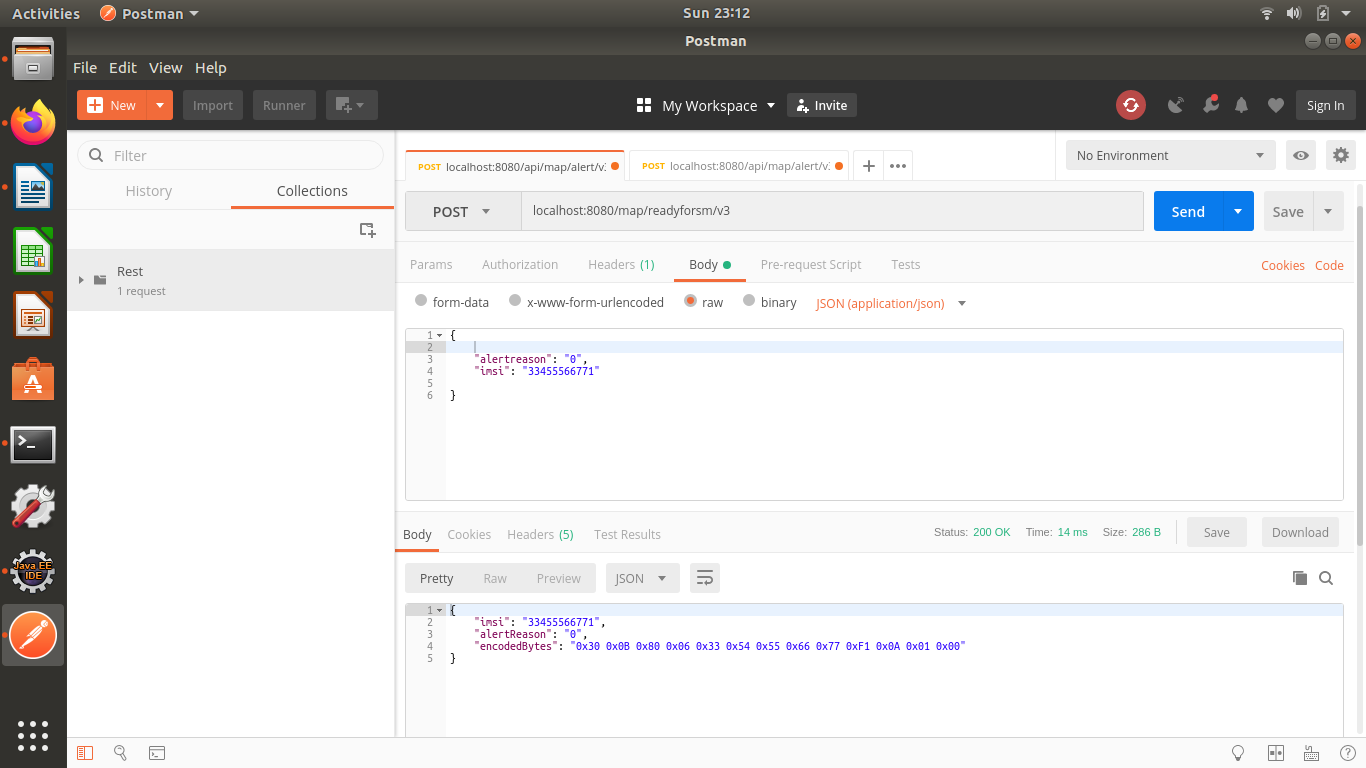 Activities Postman Sun 23:12
Postman
File Edit View Help
New Import Runner My Workspace Invite Sign In
Filter
History Collections
Rest
1 request
POST localhost:8080/api/map/alert/v POST localhost:8080/api/map/alert/v No Environment
POST localhost:8080/map/readyforsm/v3 Send Save
Params Authorization Headers (1) Body Pre-request Script Tests Cookies Code
form-data x-www-form-urlencoded raw binary JSON (application/json)
1 {
2
3 "alertreason": "0",
4 "imsi": "33455566771"
5
6 }
Body Cookies Headers (5) Test Results Status: 200 OK Time: 14 ms Size: 286 B Save Download
Pretty Raw Preview JSON
1 {
2 "imsi": "33455566771",
3 "alertReason": "0",
4 "encodedBytes": "0x30 0x0B 0x80 0x06 0x33 0x54 0x55 0x66 0x77 0xF1 0x0A 0x01 0x00"
5 }
Java EE
IDE